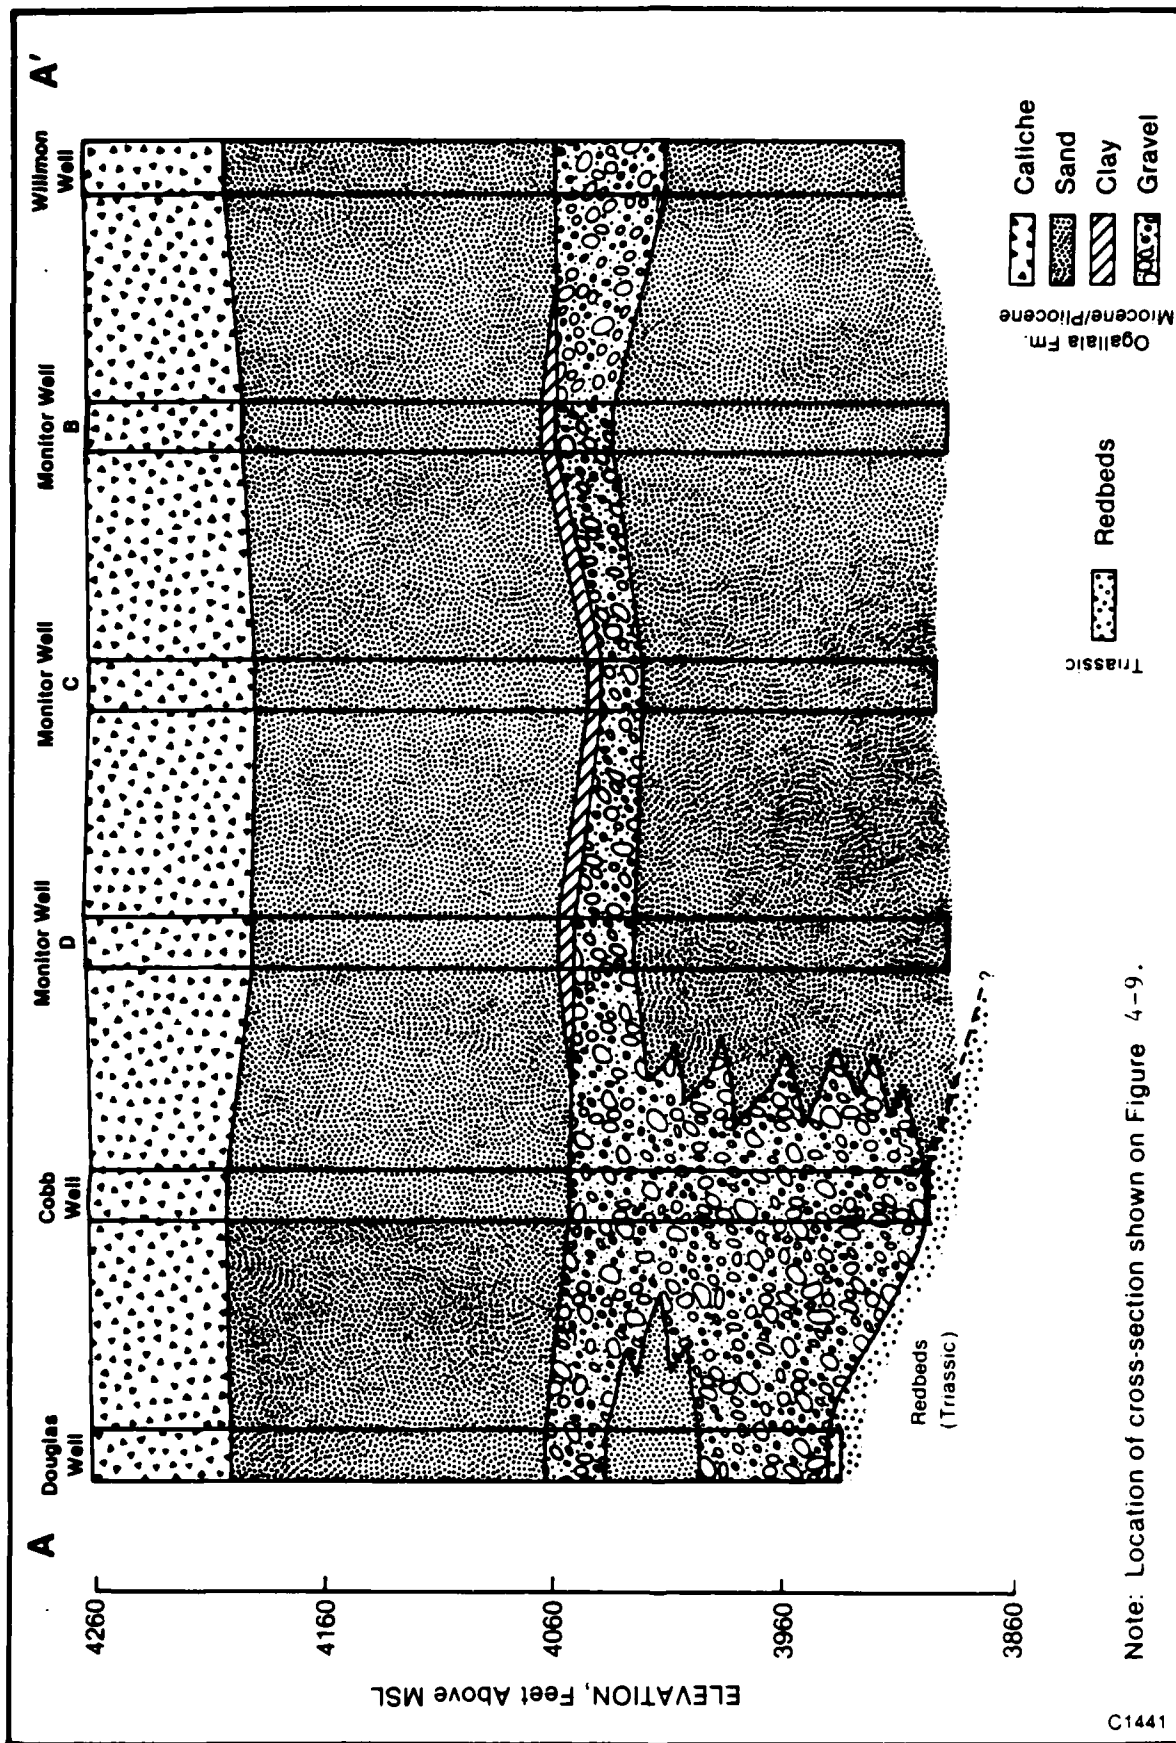 A
A'
Douglas
Well
Cobb
Well
Monitor Well
D
Monitor Well
C
Monitor Well
B
Willmon
Well
4260
4160
4060
3960
3860
ELEVATION, Feet Above MSL
Redbeds
(Triassic)
?
Triassic
Redbeds
Ogallala Fm.
Miocene/Pliocene
Caliche
Sand
Clay
Gravel
Note: Location of cross-section shown on Figure 4-9.
C1441